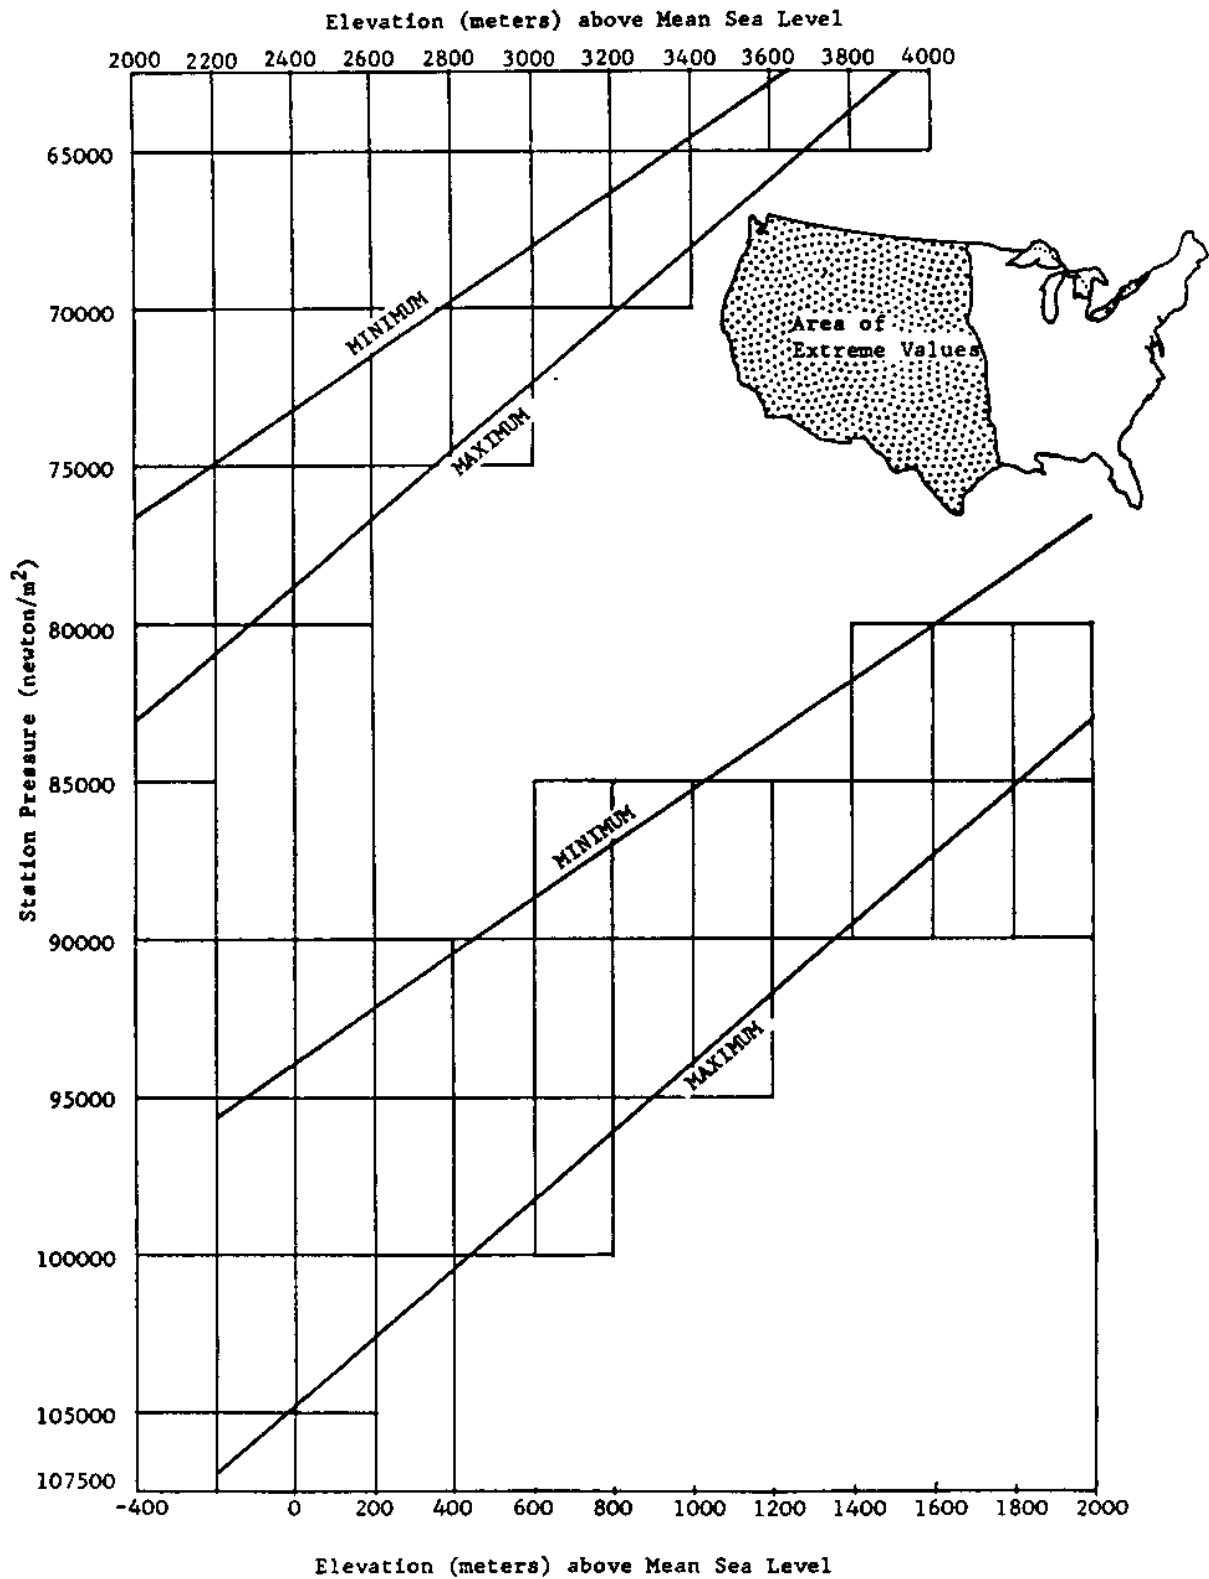 Elevation (meters) above Mean Sea Level
2000 2200 2400 2600 2800 3000 3200 3400 3600 3800 4000
65000
Area of
Extreme Values
70000
MINIMUM
MAXIMUM
75000
Station Pressure (newton/m²)
80000
85000
MINIMUM
90000
MAXIMUM
95000
100000
105000
107500
-400 0 200 400 600 800 1000 1200 1400 1600 1800 2000
Elevation (meters) above Mean Sea Level